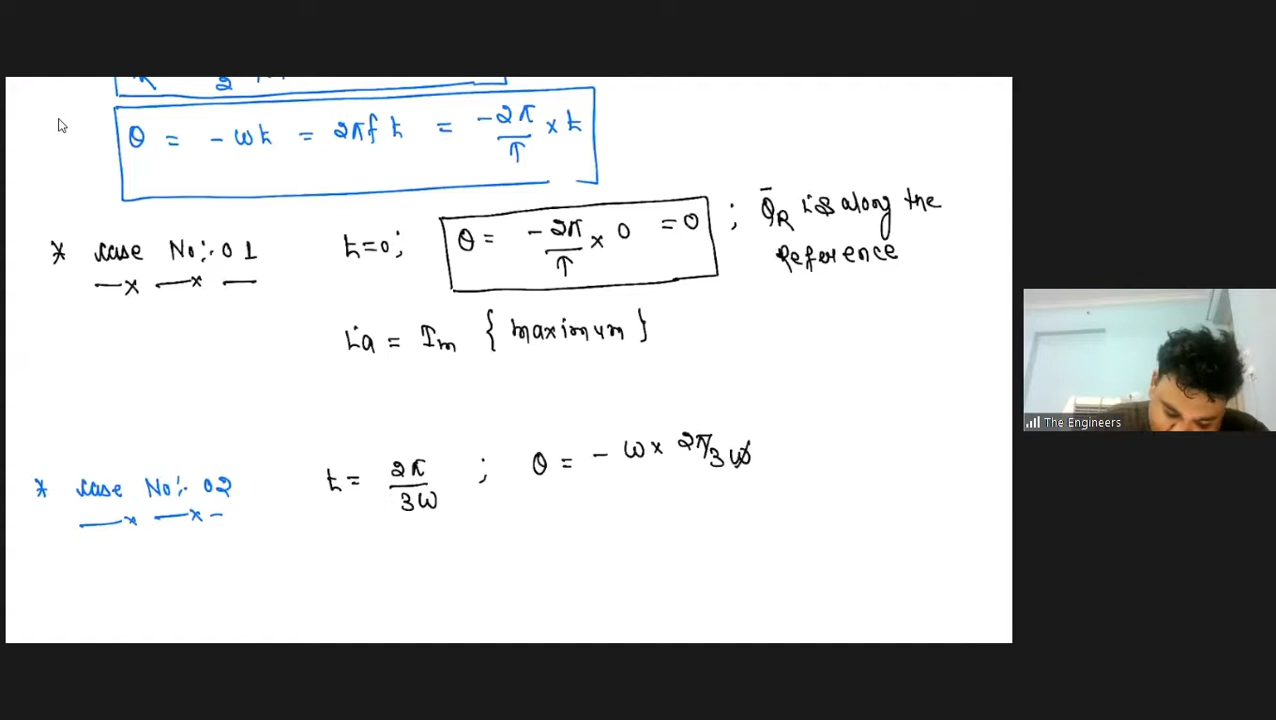 θ = - ωt = 2πf t = -2π/T × t
* case No:- 01 t=0; θ = -2π/T × 0 = 0 ; φ̄R is along the
reference
ia = Im { maximum }
* case No:- 02 t = 2π/3ω ; θ = - ω × 2π/3ω
The Engineers